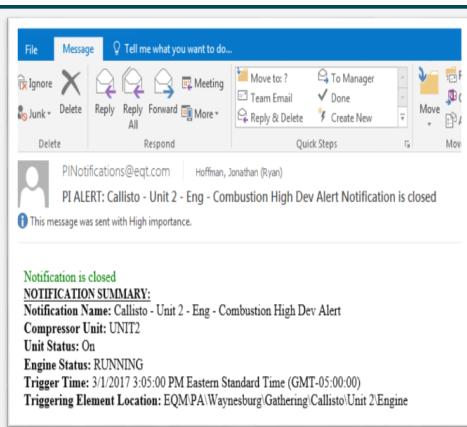 File Message Tell me what you want to do...
Ignore
Junk
Delete
Reply
Reply All
Forward
Meeting
More
Move to: ?
Team Email
Reply & Delete
To Manager
Done
Create New
Move
Delete Respond Quick Steps
PINotifications@eqt.com Hoffman, Jonathan (Ryan)
PI ALERT: Callisto - Unit 2 - Eng - Combustion High Dev Alert Notification is closed
This message was sent with High importance.
Notification is closed
NOTIFICATION SUMMARY:
Notification Name: Callisto - Unit 2 - Eng - Combustion High Dev Alert
Compressor Unit: UNIT2
Unit Status: On
Engine Status: RUNNING
Trigger Time: 3/1/2017 3:05:00 PM Eastern Standard Time (GMT-05:00:00)
Triggering Element Location: EQM\PA\Waynesburg\Gathering\Callisto\Unit 2\Engine